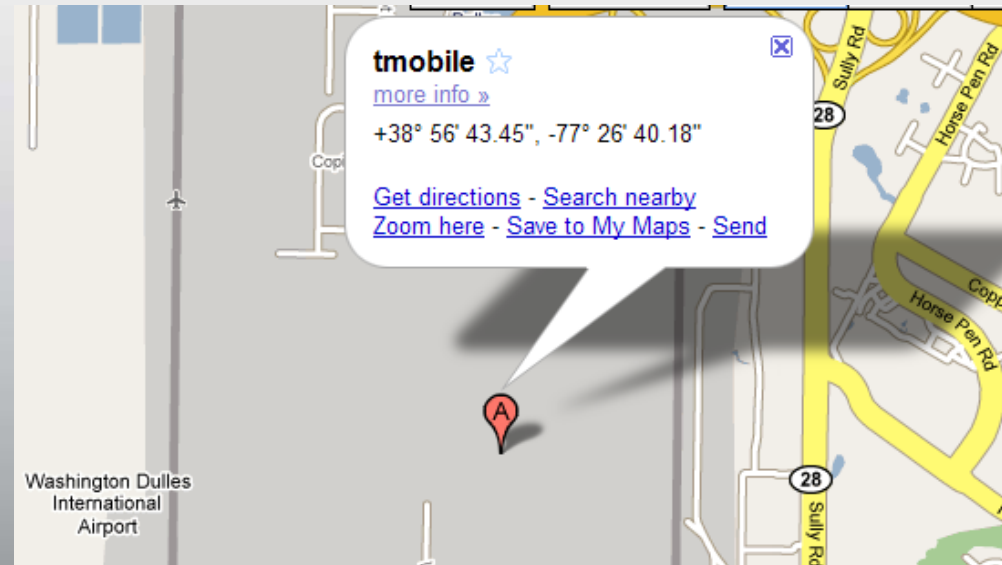 tmobile
more info »
+38° 56' 43.45", -77° 26' 40.18"
Get directions - Search nearby
Zoom here - Save to My Maps - Send
Sully Rd
28
Horse Pen Rd
Horse Pen Rd
A
28
Sully Rd
Washington Dulles
International
Airport